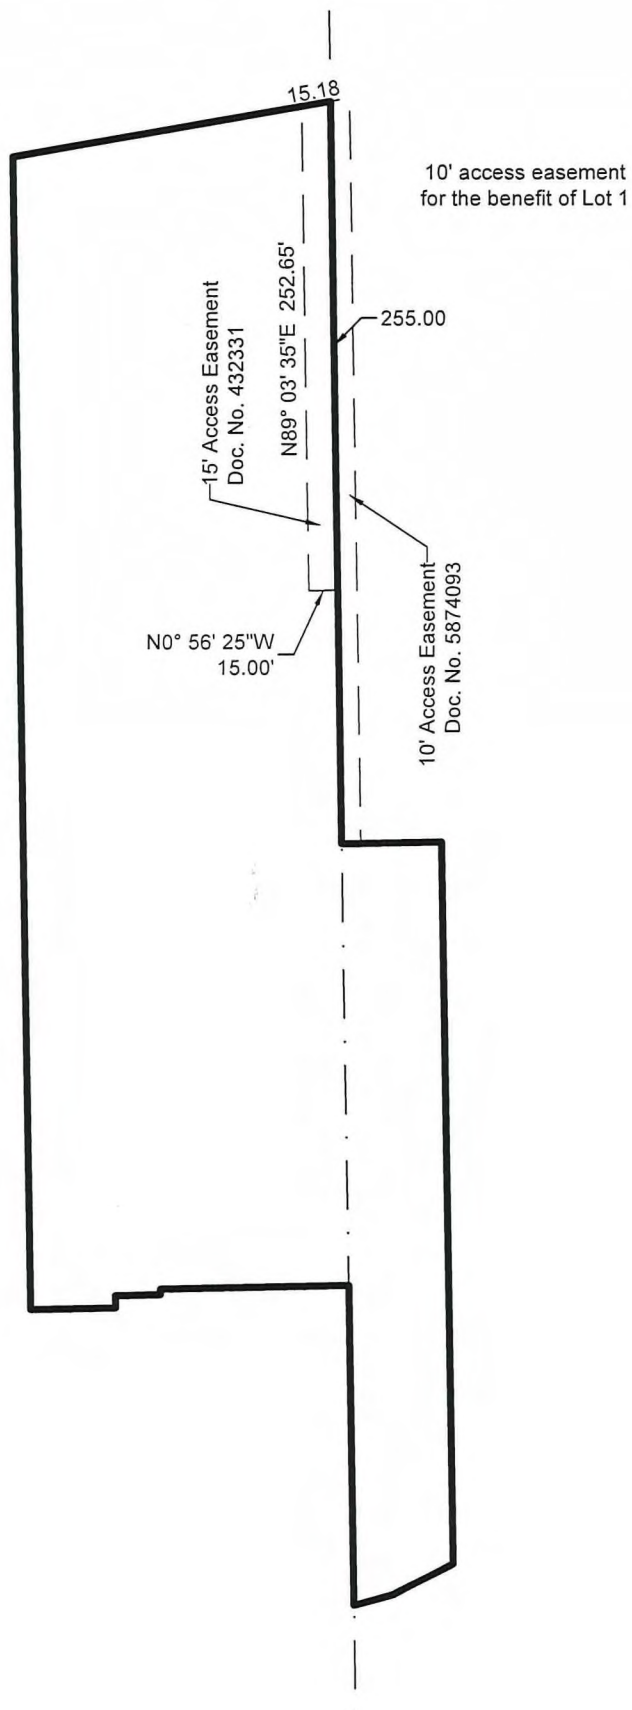 15.18
10' access easement
for the benefit of Lot 1
15' Access Easement
Doc. No. 432331
N89° 03' 35"E 252.65'
255.00
N0° 56' 25"W
15.00'
10' Access Easement
Doc. No. 5874093